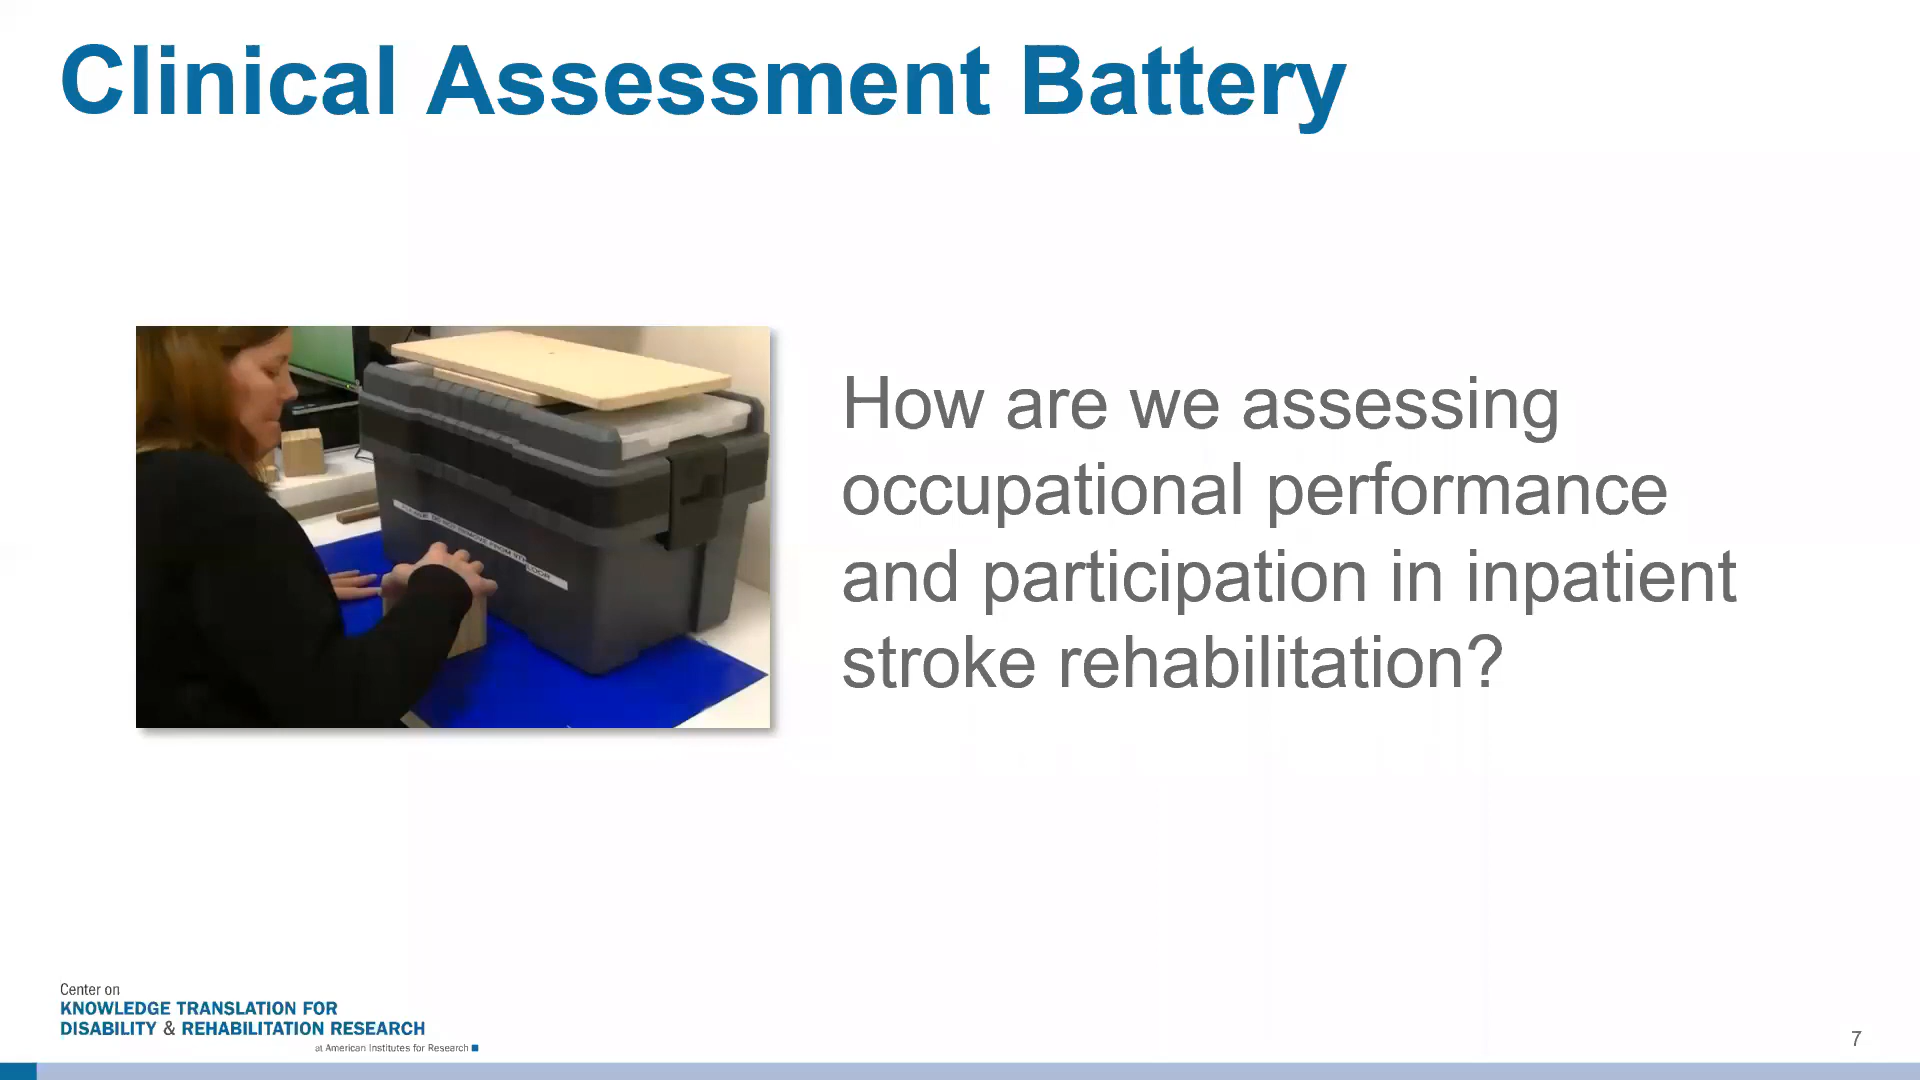 Clinical Assessment Battery
How are we assessing
occupational performance
and participation in inpatient
stroke rehabilitation?
Center on
KNOWLEDGE TRANSLATION FOR
DISABILITY & REHABILITATION RESEARCH
at American Institutes for Research
7